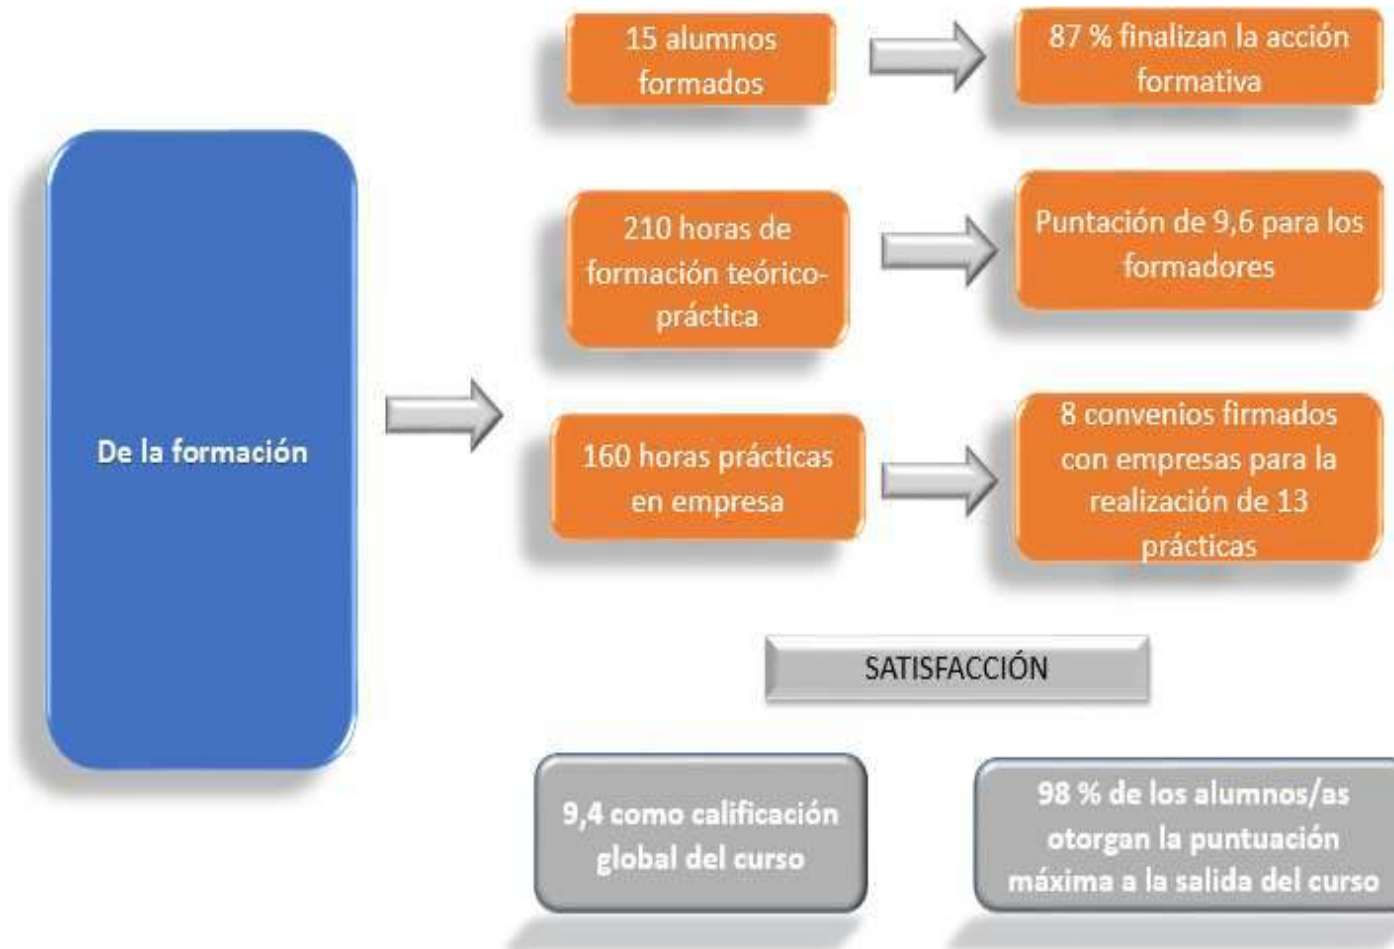 15 alumnos
formados
87 % finalizan la acción
formativa
De la formación
210 horas de
formación teórico-
práctica
Puntación de 9,6 para los
formadores
160 horas prácticas
en empresa
8 convenios firmados
con empresas para la
realización de 13
prácticas
SATISFACCIÓN
9,4 como calificación
global del curso
98 % de los alumnos/as
otorgan la puntuación
máxima a la salida del curso